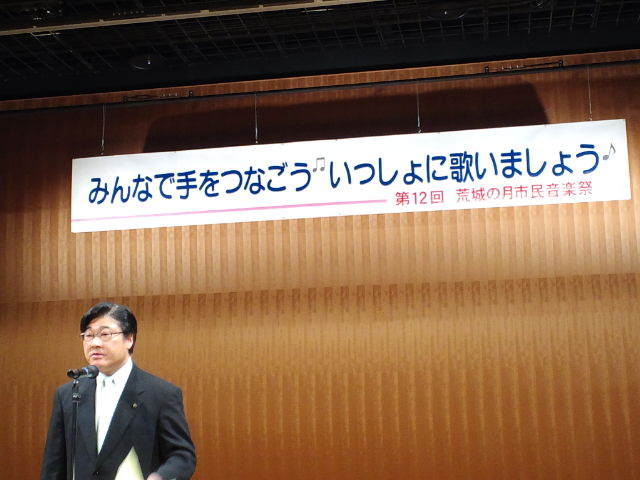 みんなで手をつなごう♫いっしょに歌いましょう♪
第12回 荒城の月市民音楽祭